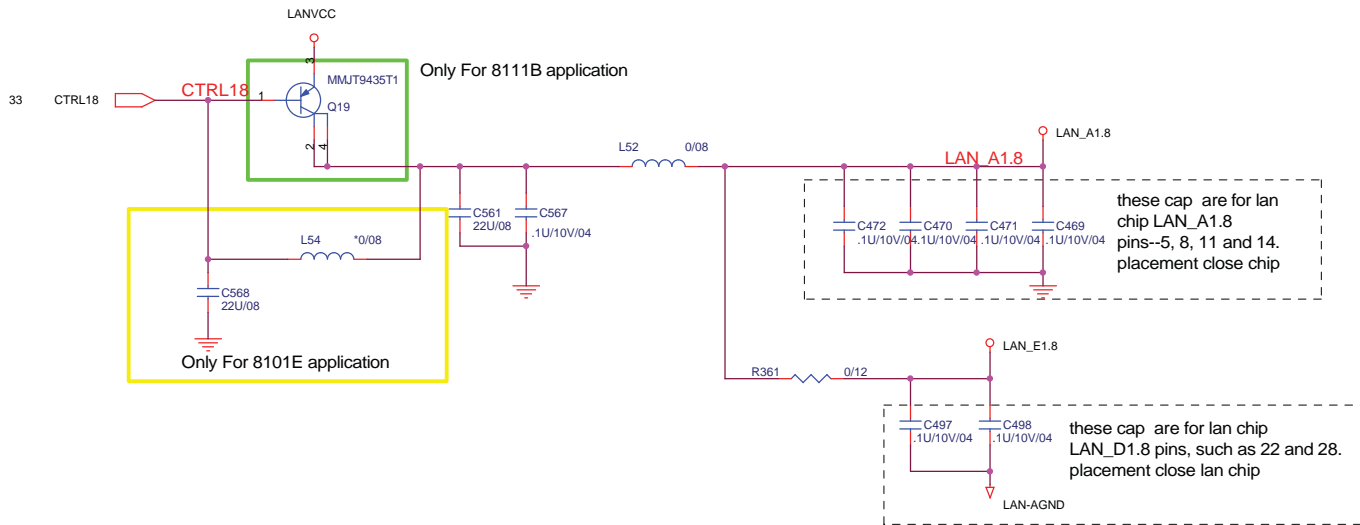 LANVCC
3
MMJT9435T1
Only For 8111B application
33 CTRL18
CTRL18
1
Q19
2
4
L52 0/08
LAN_A1.8
LAN_A1.8
C561
22U/08
C567
.1U/10V/04
C472
.1U/10V/04
C470
.1U/10V/04
C471
.1U/10V/04
C469
.1U/10V/04
these cap are for lan
chip LAN_A1.8
pins--5, 8, 11 and 14.
placement close chip
L54 *0/08
C568
22U/08
Only For 8101E application
LAN_E1.8
R361 0/12
C497
.1U/10V/04
C498
.1U/10V/04
these cap are for lan chip
LAN_D1.8 pins, such as 22 and 28.
placement close lan chip
LAN-AGND